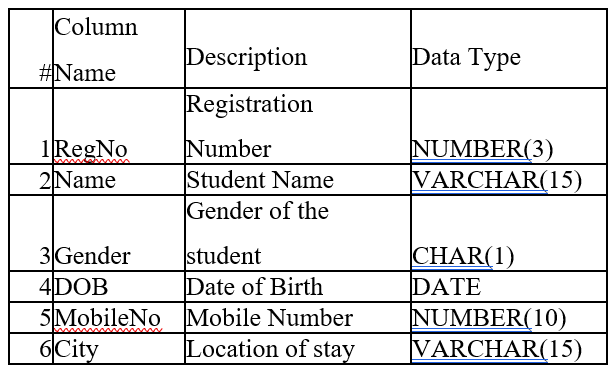 Column
#Name Description Data Type
Registration
1 RegNo Number NUMBER(3)
2 Name Student Name VARCHAR(15)
Gender of the
3 Gender student CHAR(1)
4 DOB Date of Birth DATE
5 MobileNo Mobile Number NUMBER(10)
6 City Location of stay VARCHAR(15)